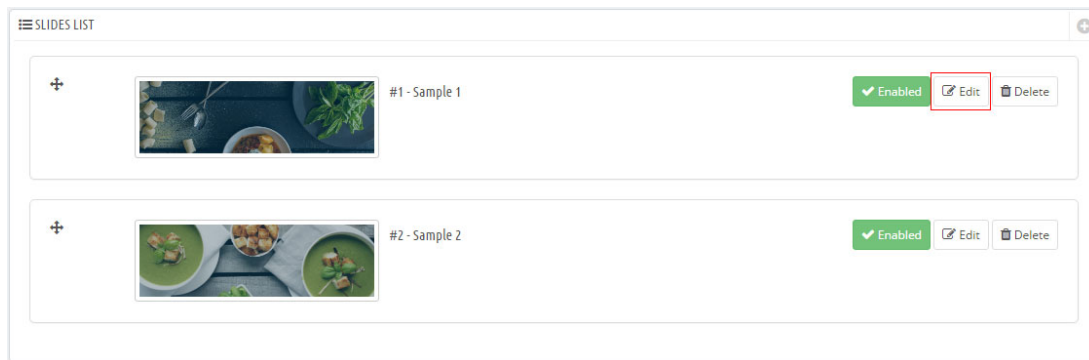 SLIDES LIST
#1 - Sample 1
Enabled
Edit
Delete
#2 - Sample 2
Enabled
Edit
Delete